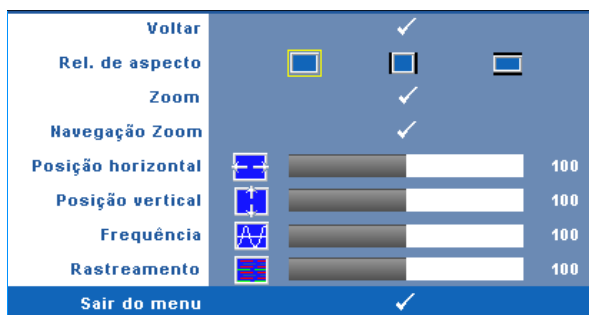 Voltar
Rel. de aspecto
Zoom
Navegação Zoom
Posição horizontal 100
Posição vertical 100
Frequência 100
Rastreamento 100
Sair do menu